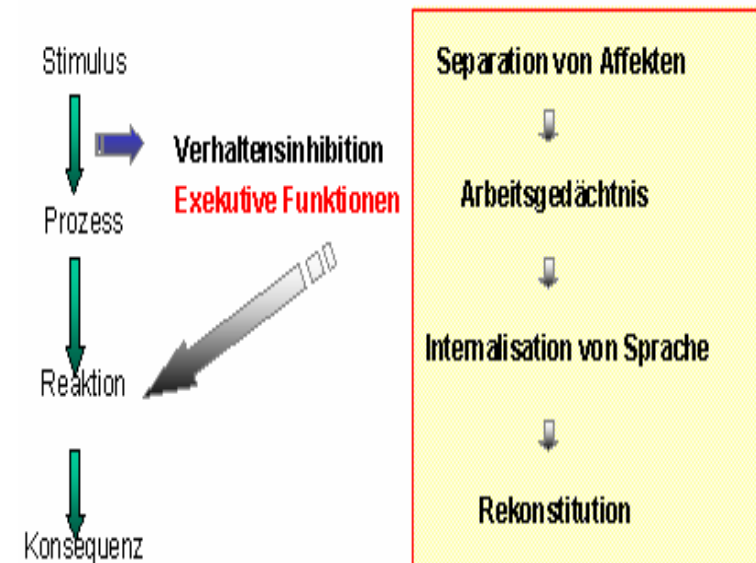 Stimulus
Verhaltensinhibition
Exekutive Funktionen
Prozess
Reaktion
Konsequenz
Separation von Affekten
Arbeitsgedächtnis
Internalisation von Sprache
Rekonstitution